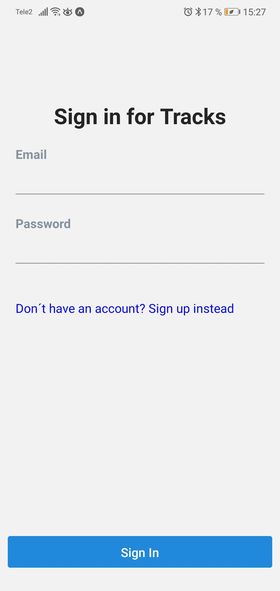 Tele2 17 % 15:27
Sign in for Tracks
Email
Password
Don´t have an account? Sign up instead
Sign In